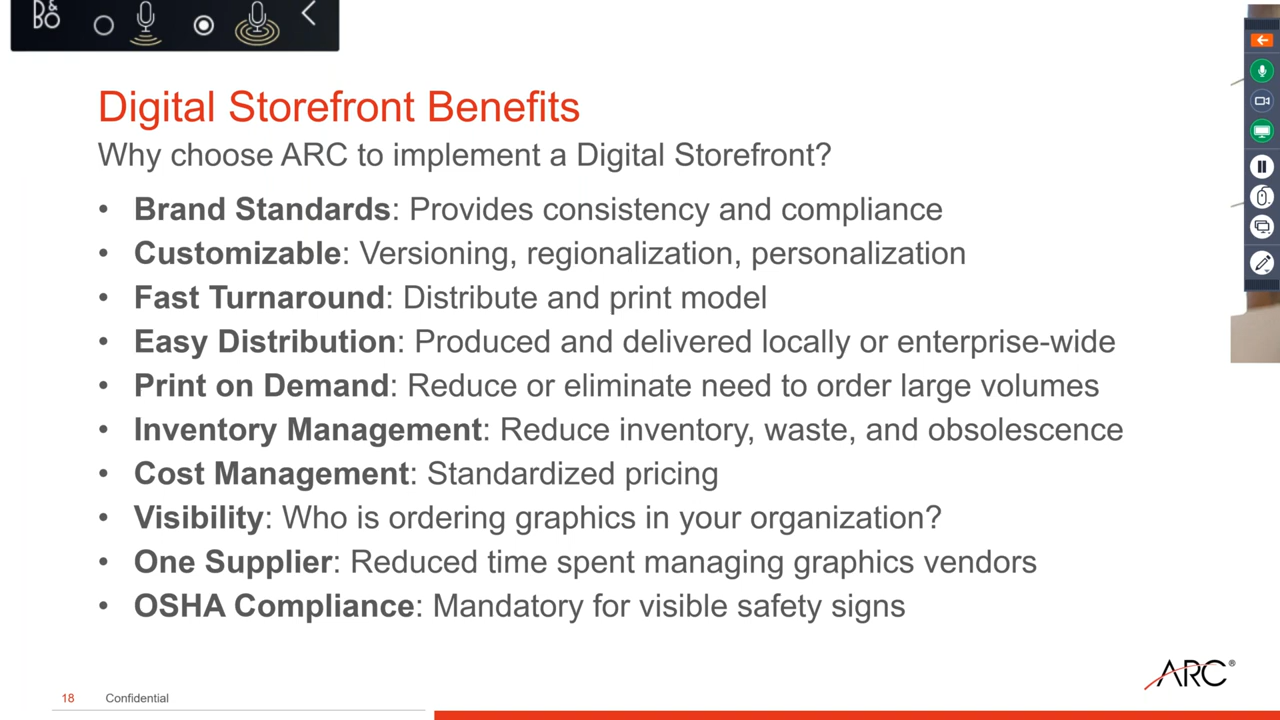 B&O
Digital Storefront Benefits
Why choose ARC to implement a Digital Storefront?
• Brand Standards: Provides consistency and compliance
• Customizable: Versioning, regionalization, personalization
• Fast Turnaround: Distribute and print model
• Easy Distribution: Produced and delivered locally or enterprise-wide
• Print on Demand: Reduce or eliminate need to order large volumes
• Inventory Management: Reduce inventory, waste, and obsolescence
• Cost Management: Standardized pricing
• Visibility: Who is ordering graphics in your organization?
• One Supplier: Reduced time spent managing graphics vendors
• OSHA Compliance: Mandatory for visible safety signs
ARC®
18 Confidential